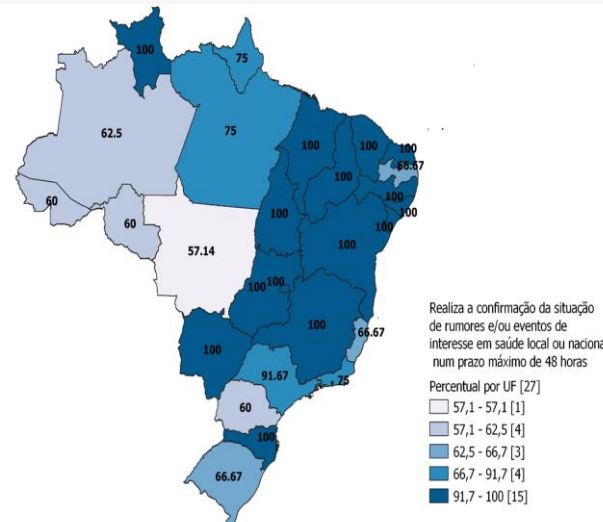 100
75
62.5
75
100
100
100
100
66.67
100
100
100
60
60
100
100
57.14
100
100
100
66.67
100
91.67
75
60
100
66.67
Realiza a confirmação da situação
de rumores e/ou eventos de
interesse em saúde local ou naciona
num prazo máximo de 48 horas
Percentual por UF [27]
57,1 - 57,1 [1]
57,1 - 62,5 [4]
62,5 - 66,7 [3]
66,7 - 91,7 [4]
91,7 - 100 [15]